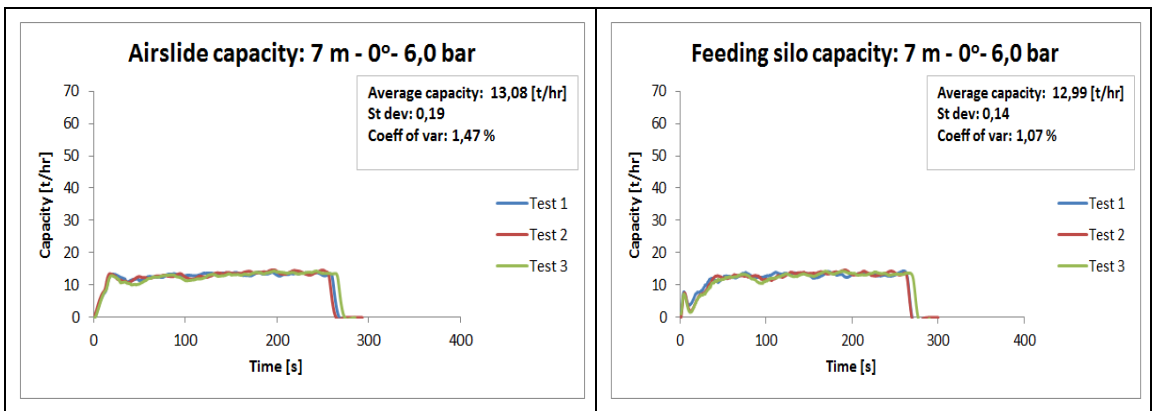 Airslide capacity: 7 m - 0º- 6,0 bar
Average capacity: 13,08 [t/hr]
St dev: 0,19
Coeff of var: 1,47 %
Capacity [t/hr]
70
60
50
40
30
20
10
0
0 100 200 300 400
Time [s]
Test 1
Test 2
Test 3
Feeding silo capacity: 7 m - 0º- 6,0 bar
Average capacity: 12,99 [t/hr]
St dev: 0,14
Coeff of var: 1,07 %
Capacity [t/hr]
70
60
50
40
30
20
10
0
0 100 200 300 400
Time [s]
Test 1
Test 2
Test 3